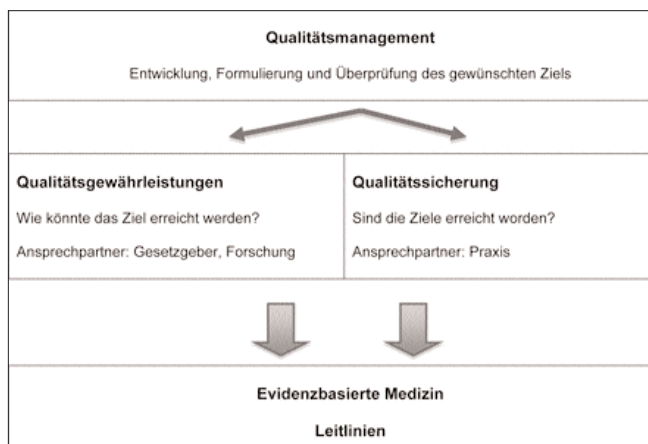 Qualitätsmanagement
Entwicklung, Formulierung und Überprüfung des gewünschten Ziels
Qualitätsgewährleistungen
Wie könnte das Ziel erreicht werden?
Ansprechpartner: Gesetzgeber, Forschung
Qualitätssicherung
Sind die Ziele erreicht worden?
Ansprechpartner: Praxis
Evidenzbasierte Medizin
Leitlinien